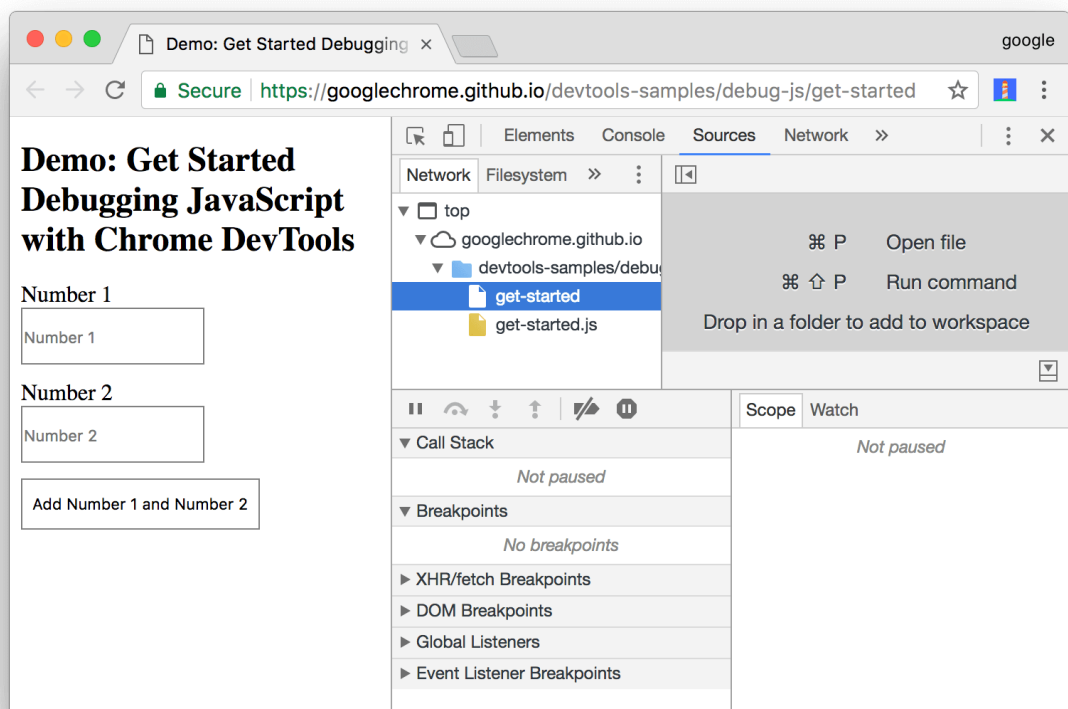 Demo: Get Started Debugging
google
Secure https://googlechrome.github.io/devtools-samples/debug-js/get-started
Demo: Get Started
Debugging JavaScript
with Chrome DevTools
Number 1
Number 1
Number 2
Number 2
Add Number 1 and Number 2
Elements Console Sources Network »
Network Filesystem »
top
googlechrome.github.io
devtools-samples/debu
get-started
get-started.js
⌘ P Open file
⌘ ⇧ P Run command
Drop in a folder to add to workspace
Call Stack
Not paused
Breakpoints
No breakpoints
XHR/fetch Breakpoints
DOM Breakpoints
Global Listeners
Event Listener Breakpoints
Scope Watch
Not paused